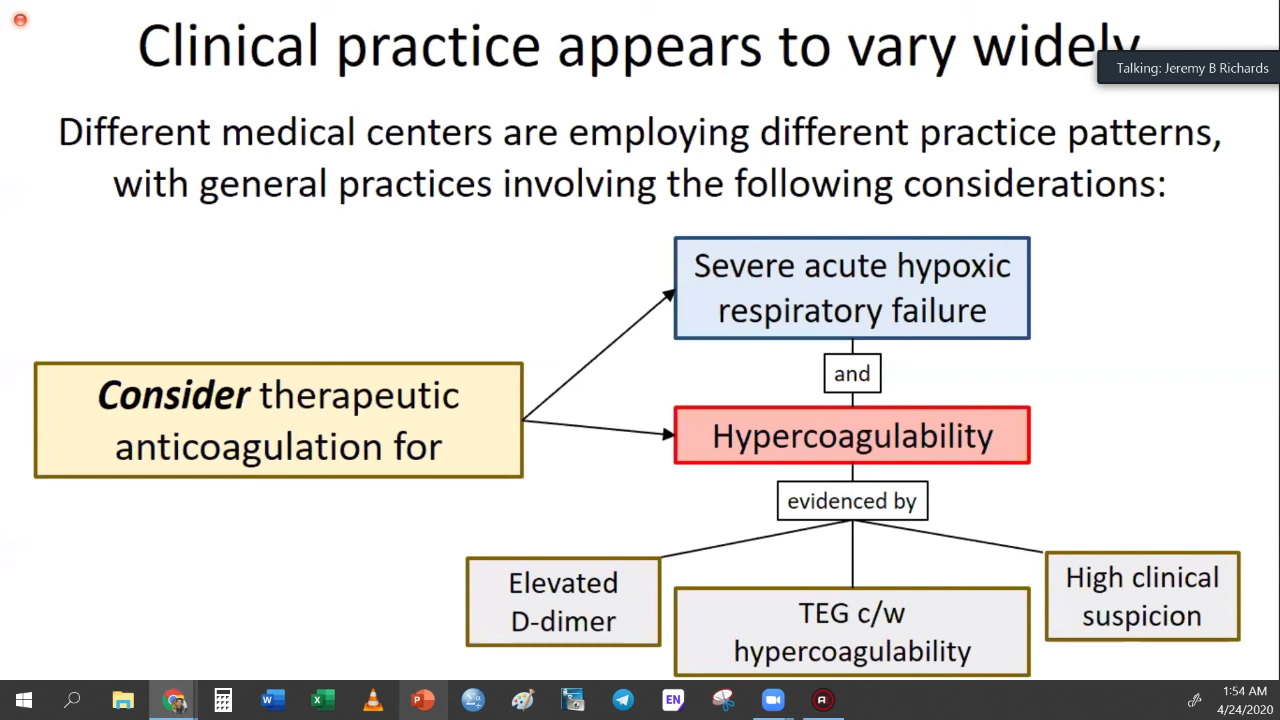 Clinical practice appears to vary widely
Talking: Jeremy B Richards
Different medical centers are employing different practice patterns,
with general practices involving the following considerations:
Severe acute hypoxic
respiratory failure
and
Consider therapeutic
anticoagulation for
Hypercoagulability
evidenced by
Elevated
D-dimer
TEG c/w
hypercoagulability
High clinical
suspicion
W
X
P
EN
A
1:54 AM
4/24/2020